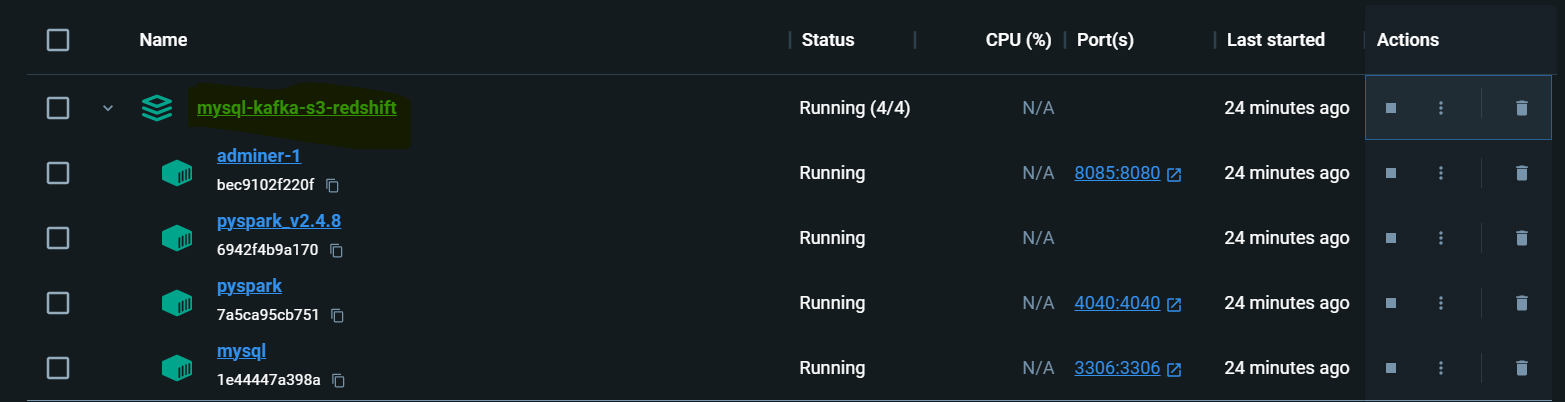 Name Status CPU (%) Port(s) Last started Actions
mysql-kafka-s3-redshift Running (4/4) N/A 24 minutes ago
adminer-1
bec9102f220f Running N/A 8085:8080 24 minutes ago
pyspark_v2.4.8
6942f4b9a170 Running N/A 24 minutes ago
pyspark
7a5ca95cb751 Running N/A 4040:4040 24 minutes ago
mysql
1e44447a398a Running N/A 3306:3306 24 minutes ago